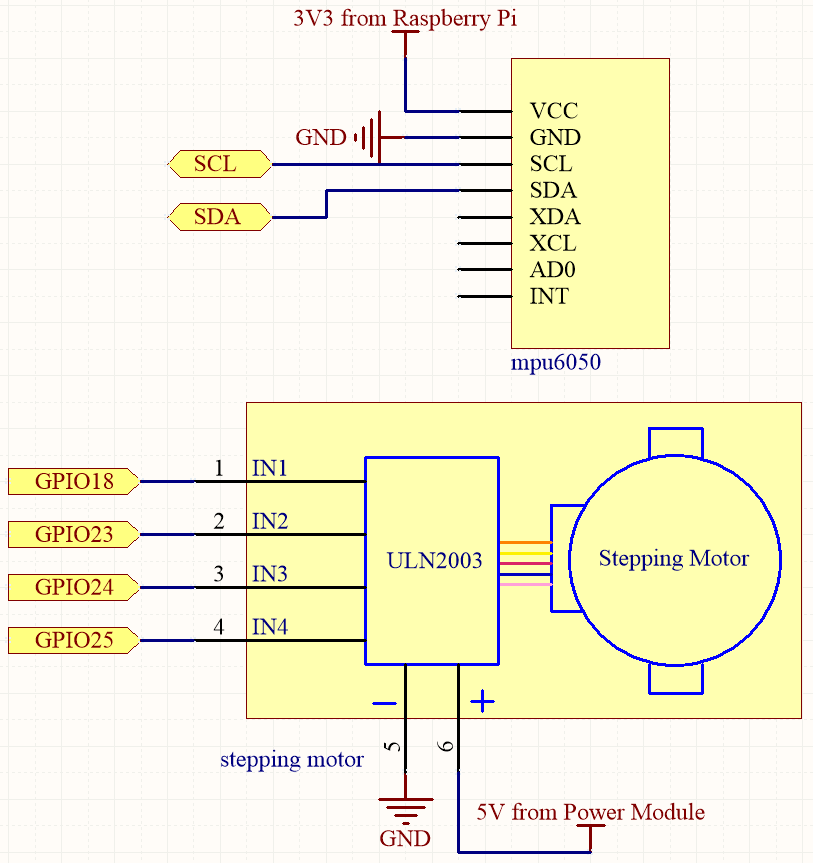 3V3 from Raspberry Pi
VCC
GND
GND
SCL
SCL
SDA
SDA
XDA
XCL
AD0
INT
mpu6050
GPIO18
1
IN1
GPIO23
2
IN2
GPIO24
3
IN3
GPIO25
4
IN4
ULN2003
Stepping Motor
−
+
5
6
stepping motor
GND
5V from Power Module